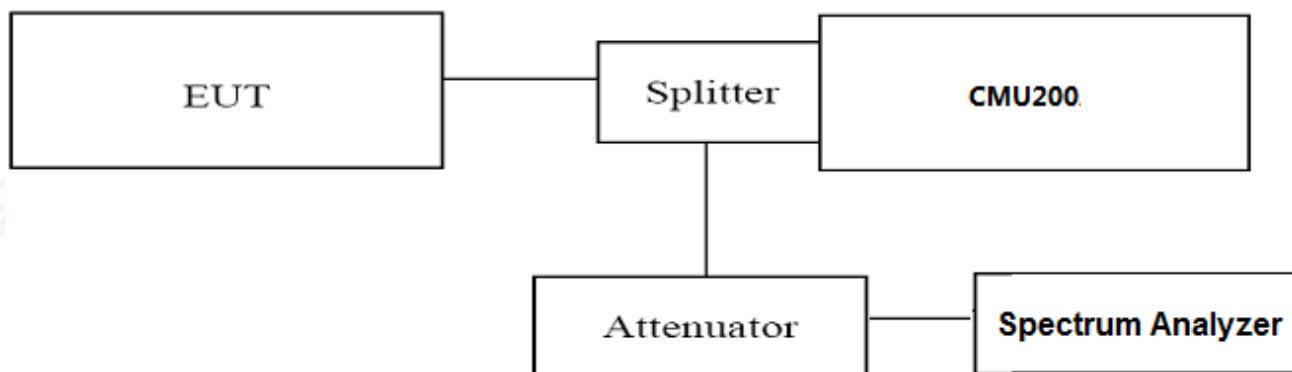 EUT
Splitter
CMU200
Attenuator
Spectrum Analyzer